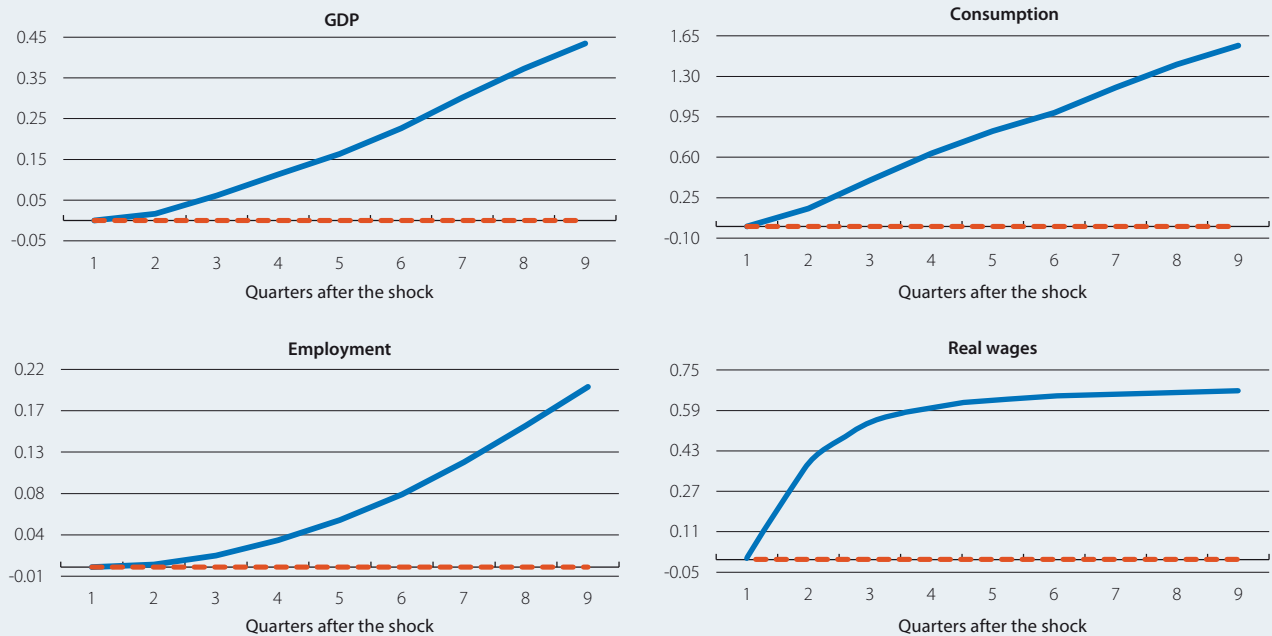 GDP
0.45
0.35
0.25
0.15
0.05
-0.05
1 2 3 4 5 6 7 8 9
Quarters after the shock
Consumption
1.65
1.30
0.95
0.60
0.25
-0.10
1 2 3 4 5 6 7 8 9
Quarters after the shock
Employment
0.22
0.17
0.13
0.08
0.04
-0.01
1 2 3 4 5 6 7 8 9
Quarters after the shock
Real wages
0.75
0.59
0.43
0.27
0.11
-0.05
1 2 3 4 5 6 7 8 9
Quarters after the shock